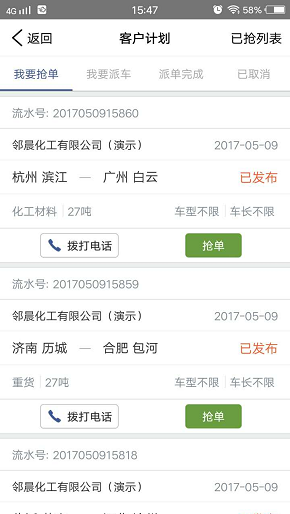 4G 15:47 58%
返回 客户计划 已抢列表
我要抢单 我要派车 派单完成 已取消
流水号: 2017050915860
邻晨化工有限公司（演示） 2017-05-09
杭州 滨江 — 广州 白云 已发布
化工材料 27吨 车型不限 车长不限
拨打电话 抢单
流水号: 2017050915859
邻晨化工有限公司（演示） 2017-05-09
济南 历城 — 合肥 包河 已发布
重货 27吨 车型不限 车长不限
拨打电话 抢单
流水号: 2017050915818
邻晨化工有限公司（演示） 2017-05-09